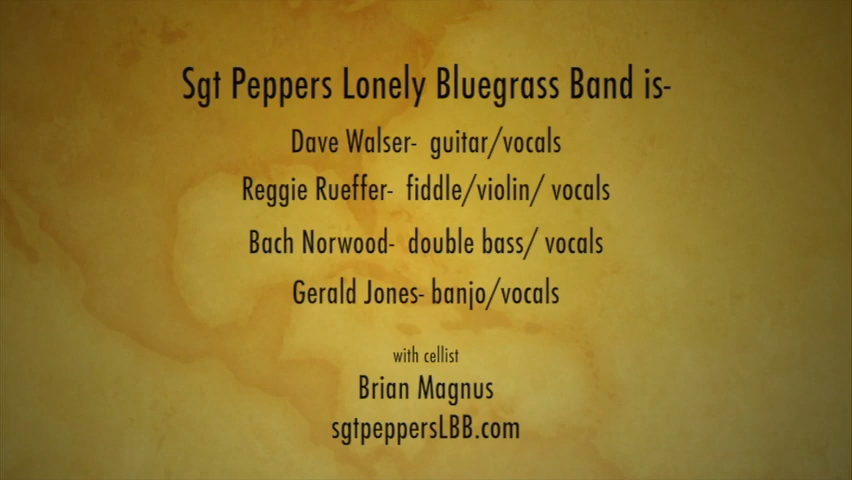 Sgt Peppers Lonely Bluegrass Band is-
Dave Walser- guitar/vocals
Reggie Rueffer- fiddle/violin/ vocals
Bach Norwood- double bass/ vocals
Gerald Jones- banjo/vocals
with cellist
Brian Magnus
sgtpeppersLBB.com